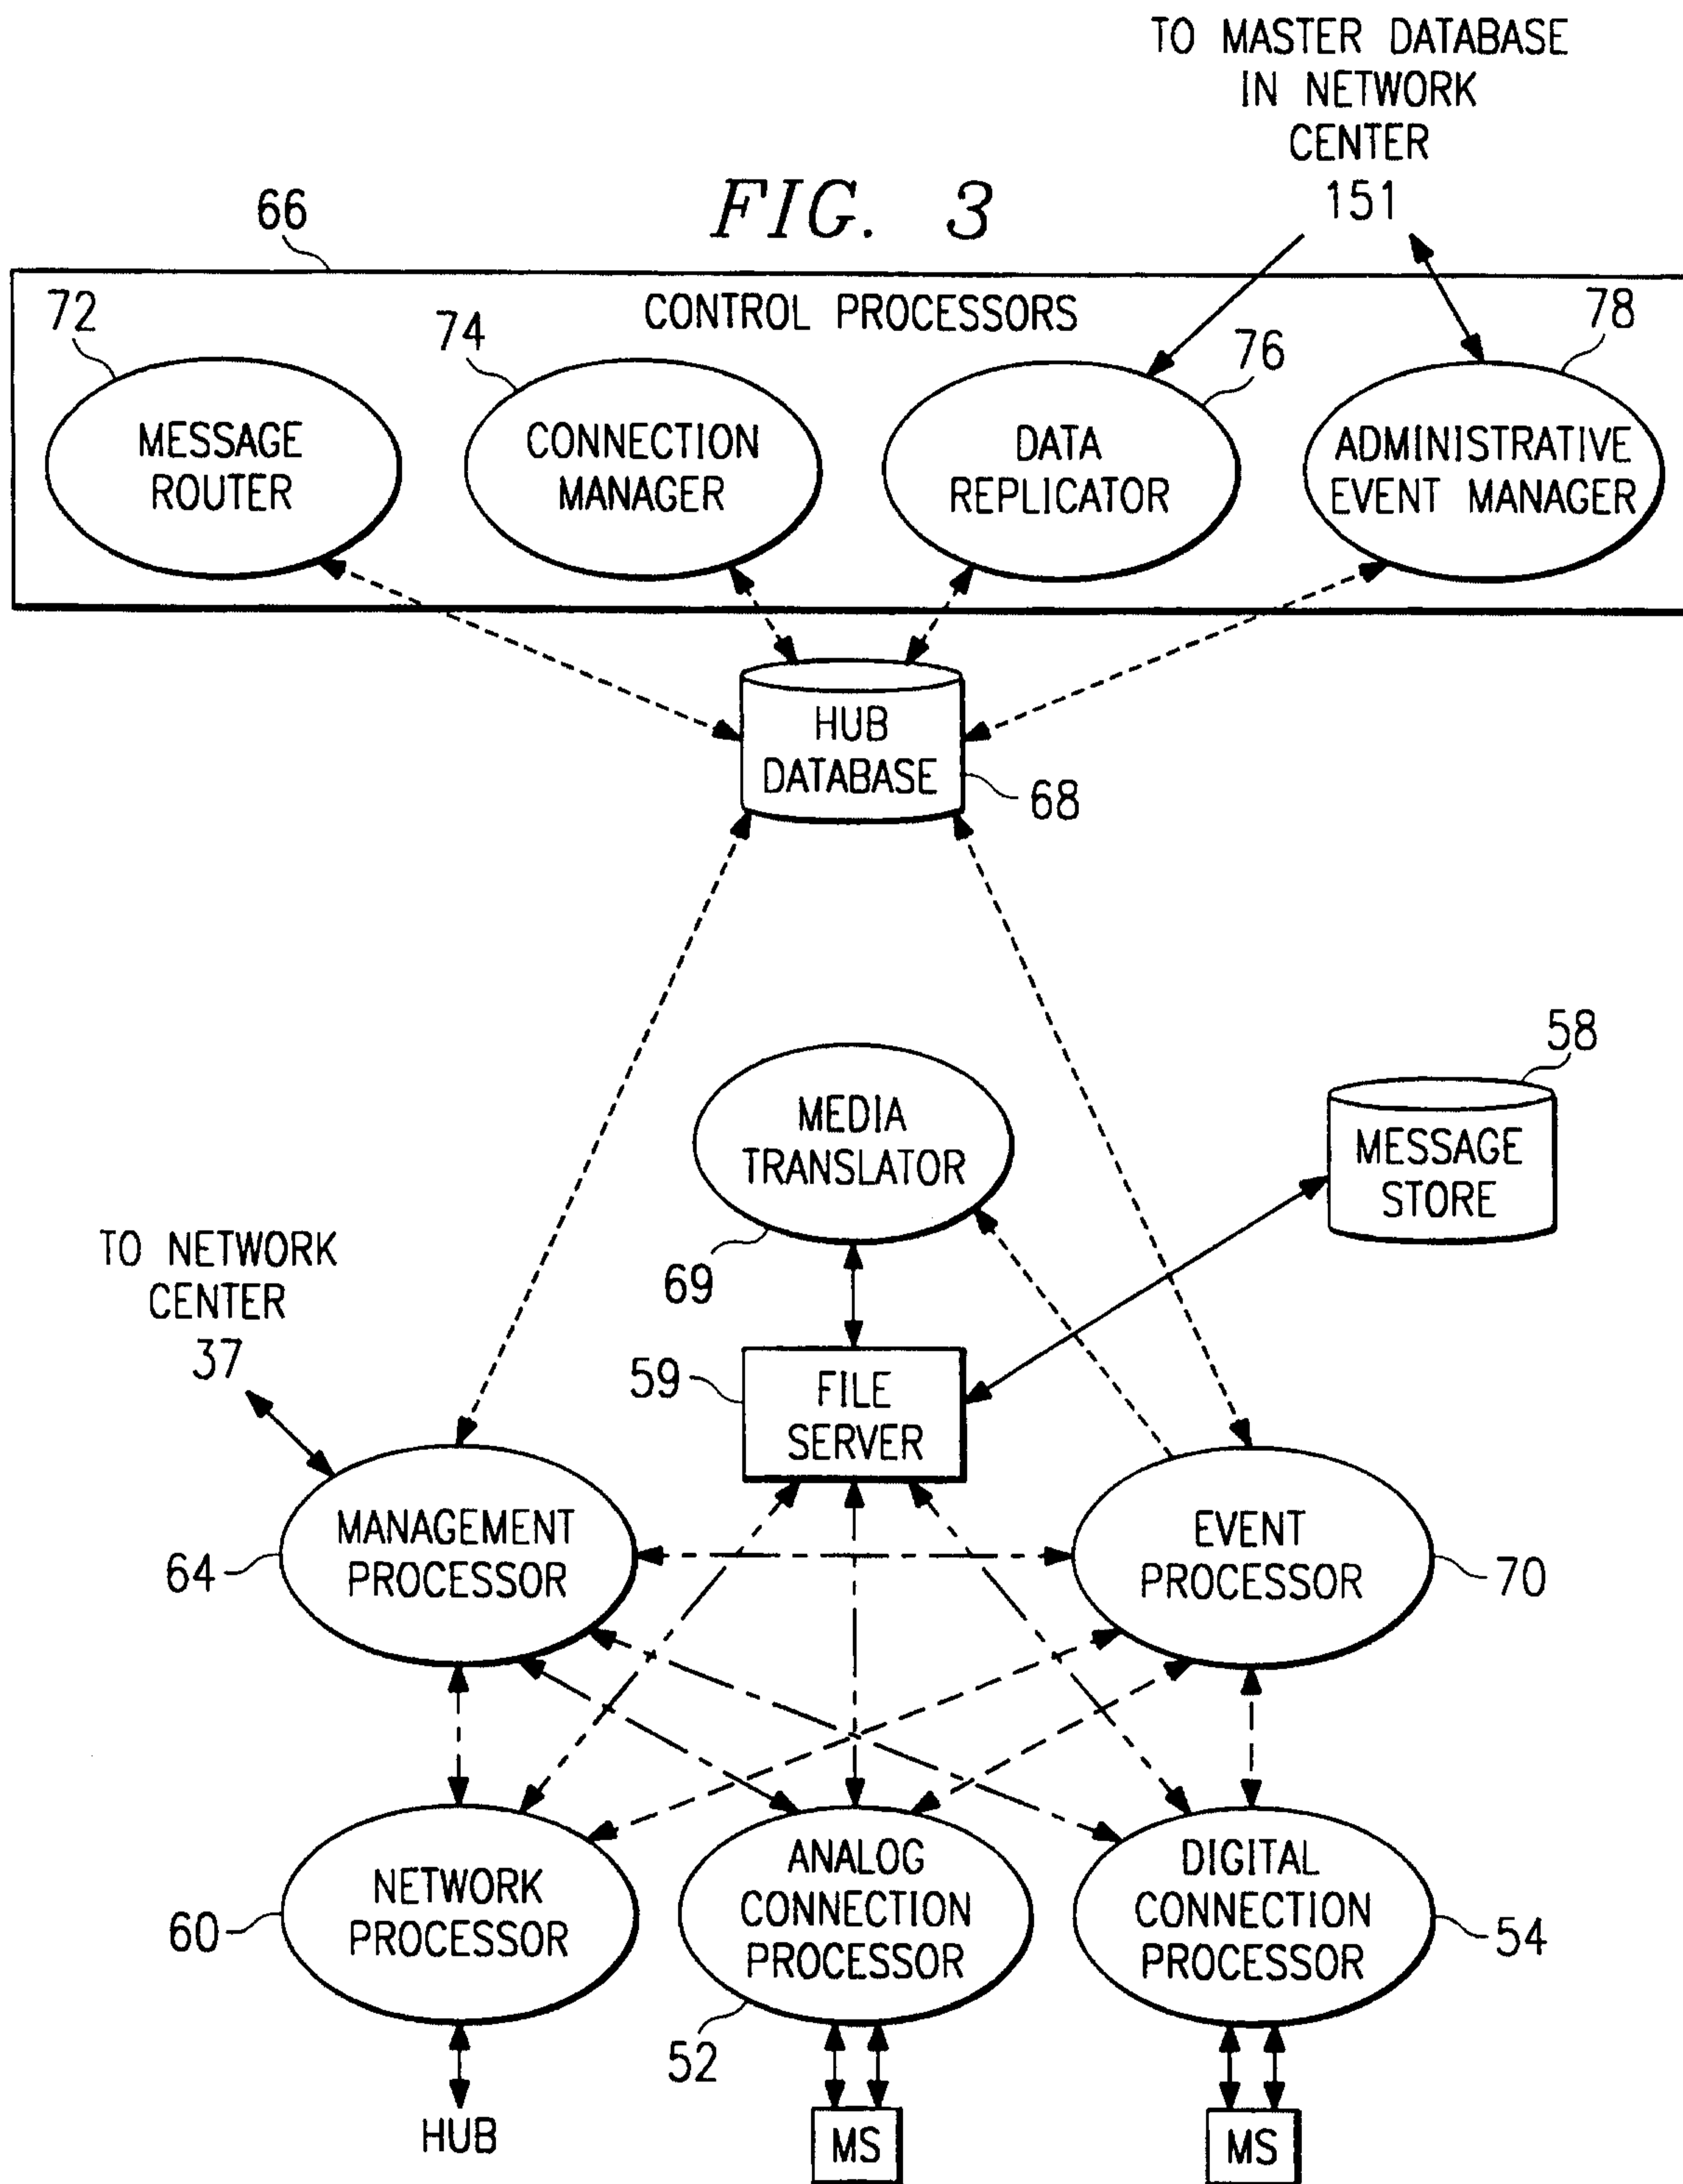 TO MASTER DATABASE
IN NETWORK
CENTER
151
FIG. 3
66
CONTROL PROCESSORS
72
74
76
78
MESSAGE
ROUTER
CONNECTION
MANAGER
DATA
REPLICATOR
ADMINISTRATIVE
EVENT MANAGER
HUB
DATABASE
68
MEDIA
TRANSLATOR
69
58
MESSAGE
STORE
TO NETWORK
CENTER
37
59
FILE
SERVER
MANAGEMENT
PROCESSOR
64
EVENT
PROCESSOR
70
NETWORK
PROCESSOR
60
ANALOG
CONNECTION
PROCESSOR
52
DIGITAL
CONNECTION
PROCESSOR
54
HUB
MS
MS